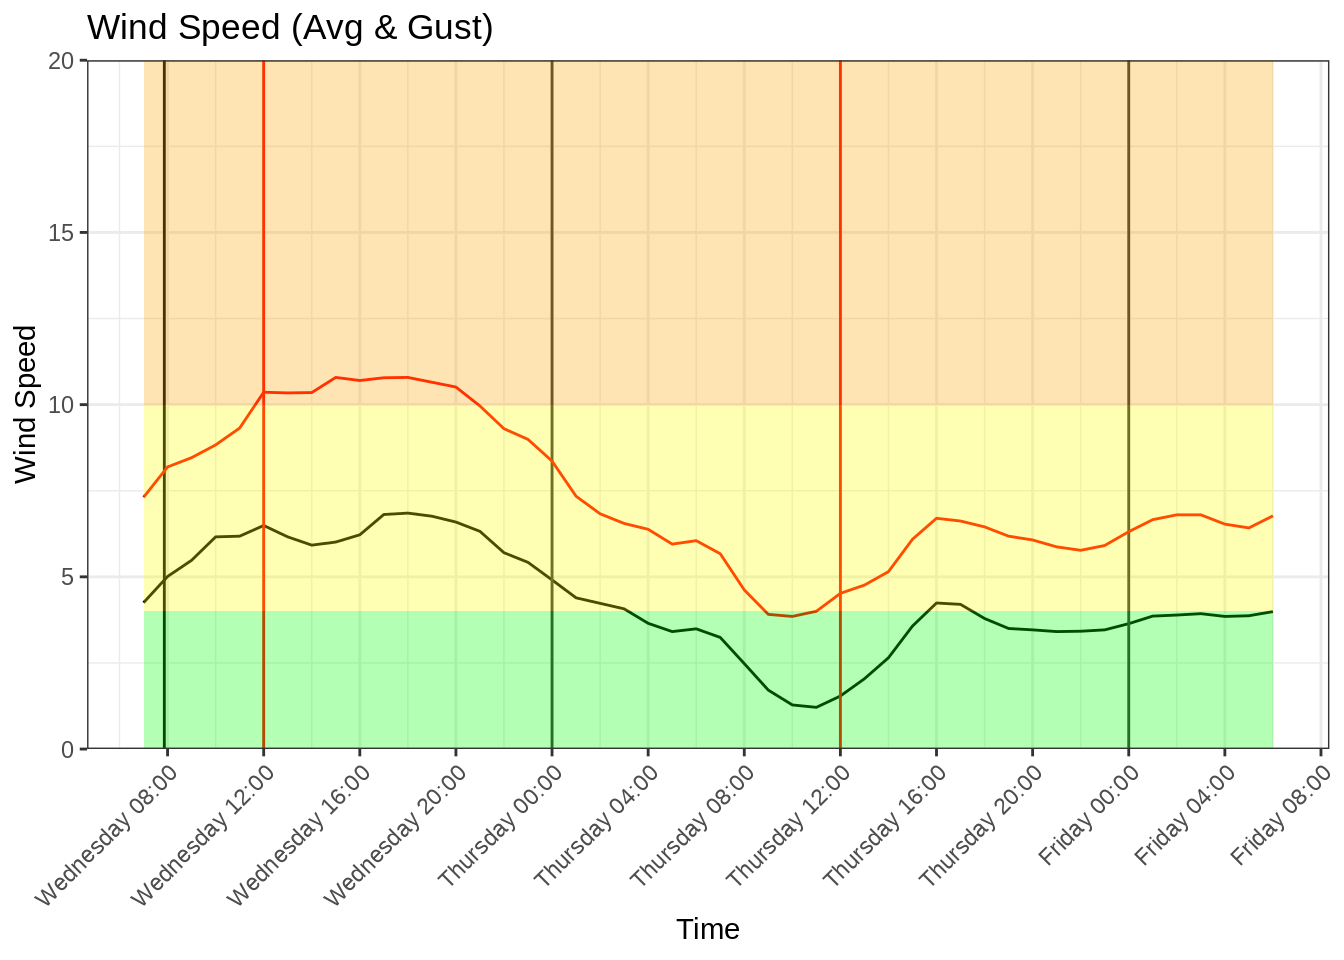 Wind Speed (Avg & Gust)
20
15
10
5
0
Wind Speed
Wednesday 08:00
Wednesday 12:00
Wednesday 16:00
Wednesday 20:00
Thursday 00:00
Thursday 04:00
Thursday 08:00
Thursday 12:00
Thursday 16:00
Thursday 20:00
Friday 00:00
Friday 04:00
Friday 08:00
Time